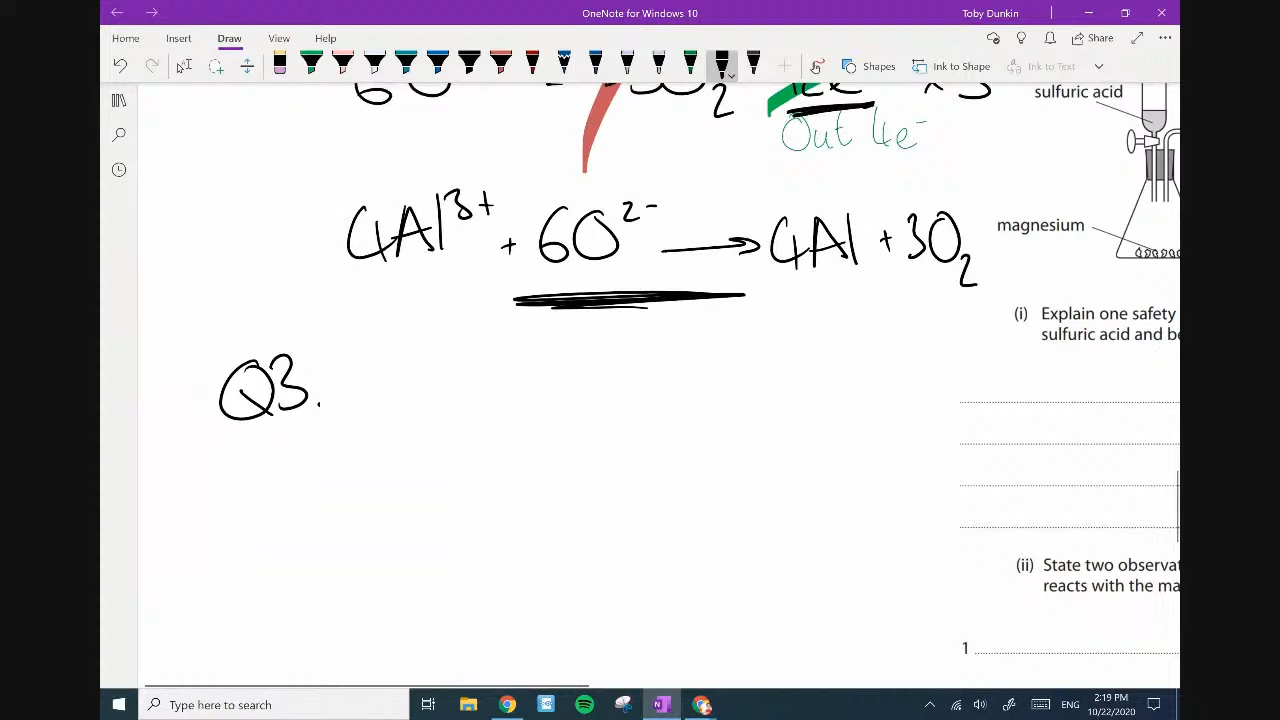 OneNote for Windows 10
Toby Dunkin
Home Insert Draw View Help
Share
Shapes
Ink to Shape
Ink to Text
Out 4e⁻
4Al³⁺ + 6O²⁻ → 4Al + 3O₂
Q3.
sulfuric acid
magnesium
(i) Explain one safety
sulfuric acid and be
(ii) State two observat
reacts with the ma
1
Type here to search
ENG
2:19 PM
10/22/2020